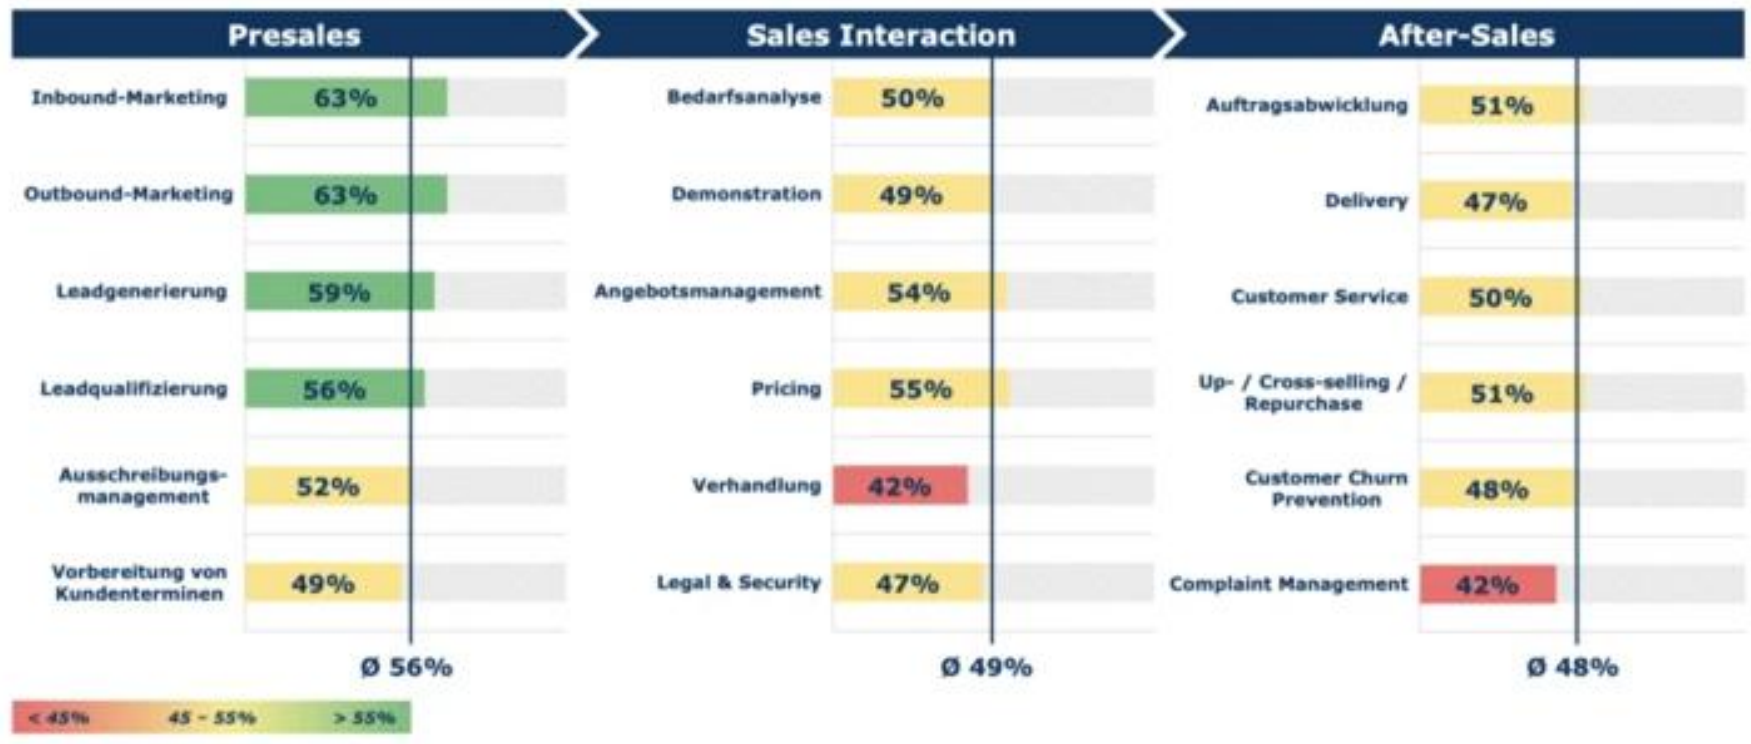 Presales
Inbound-Marketing 63%
Outbound-Marketing 63%
Leadgenerierung 59%
Leadqualifizierung 56%
Ausschreibungs-
management 52%
Vorbereitung von
Kundenterminen 49%
Ø 56%
Sales Interaction
Bedarfsanalyse 50%
Demonstration 49%
Angebotsmanagement 54%
Pricing 55%
Verhandlung 42%
Legal & Security 47%
Ø 49%
After-Sales
Auftragsabwicklung 51%
Delivery 47%
Customer Service 50%
Up- / Cross-selling /
Repurchase 51%
Customer Churn
Prevention 48%
Complaint Management 42%
Ø 48%
< 45% 45 - 55% > 55%